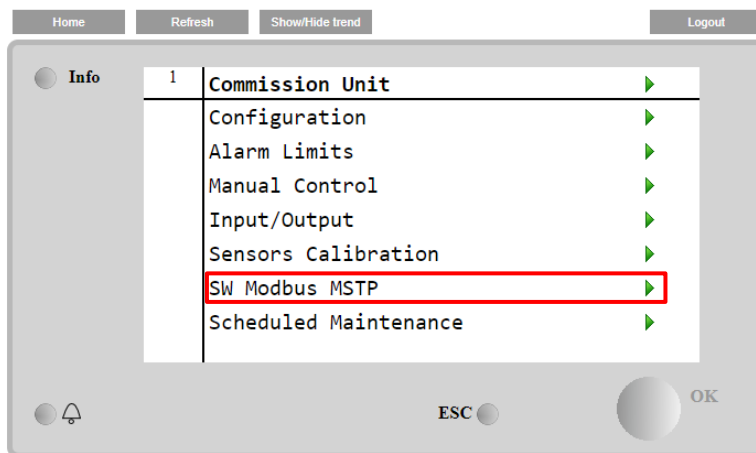 Home Refresh Show/Hide trend Logout
Info
1 Commission Unit
Configuration
Alarm Limits
Manual Control
Input/Output
Sensors Calibration
SW Modbus MSTP
Scheduled Maintenance
ESC OK